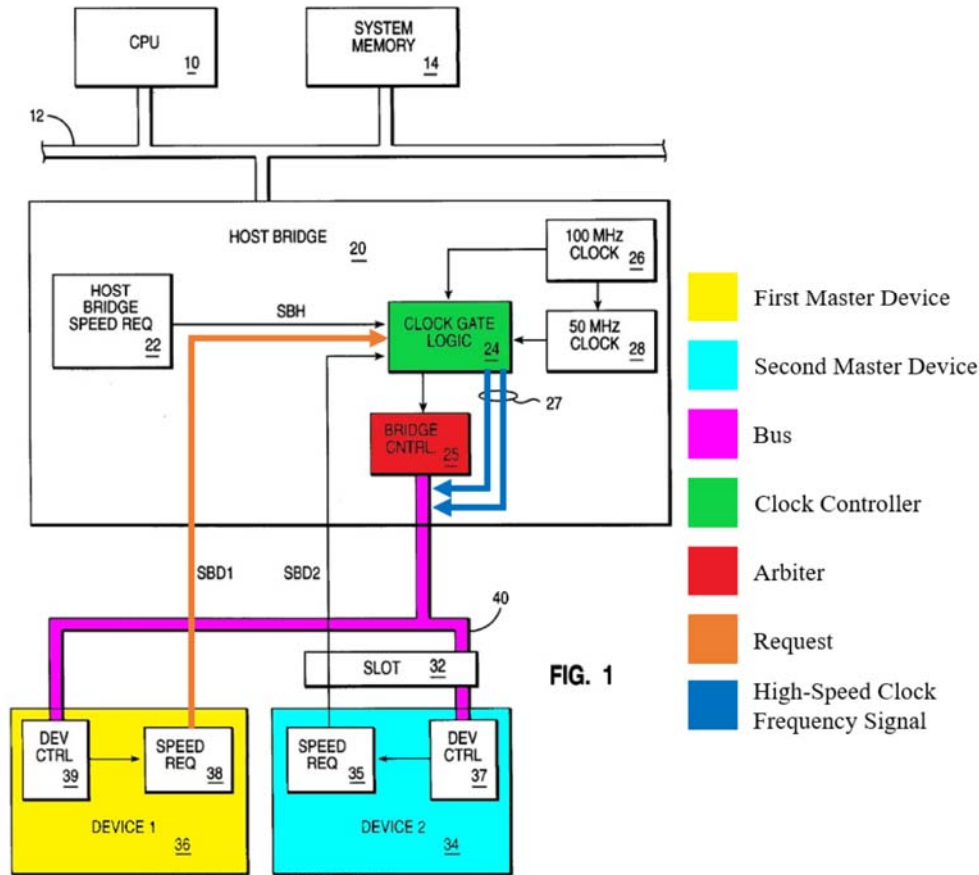 CPU
10
SYSTEM
MEMORY
14
12
HOST BRIDGE
20
100 MHz
CLOCK
26
HOST
BRIDGE
SPEED REQ
22
SBH
CLOCK GATE
LOGIC
24
50 MHz
CLOCK
28
27
BRIDGE
CNTRL.
25
First Master Device
Second Master Device
Bus
Clock Controller
Arbiter
Request
High-Speed Clock
Frequency Signal
SBD1
SBD2
40
SLOT
32
FIG. 1
DEV
CTRL
39
SPEED
REQ
38
DEVICE 1
36
SPEED
REQ
35
DEV
CTRL
37
DEVICE 2
34